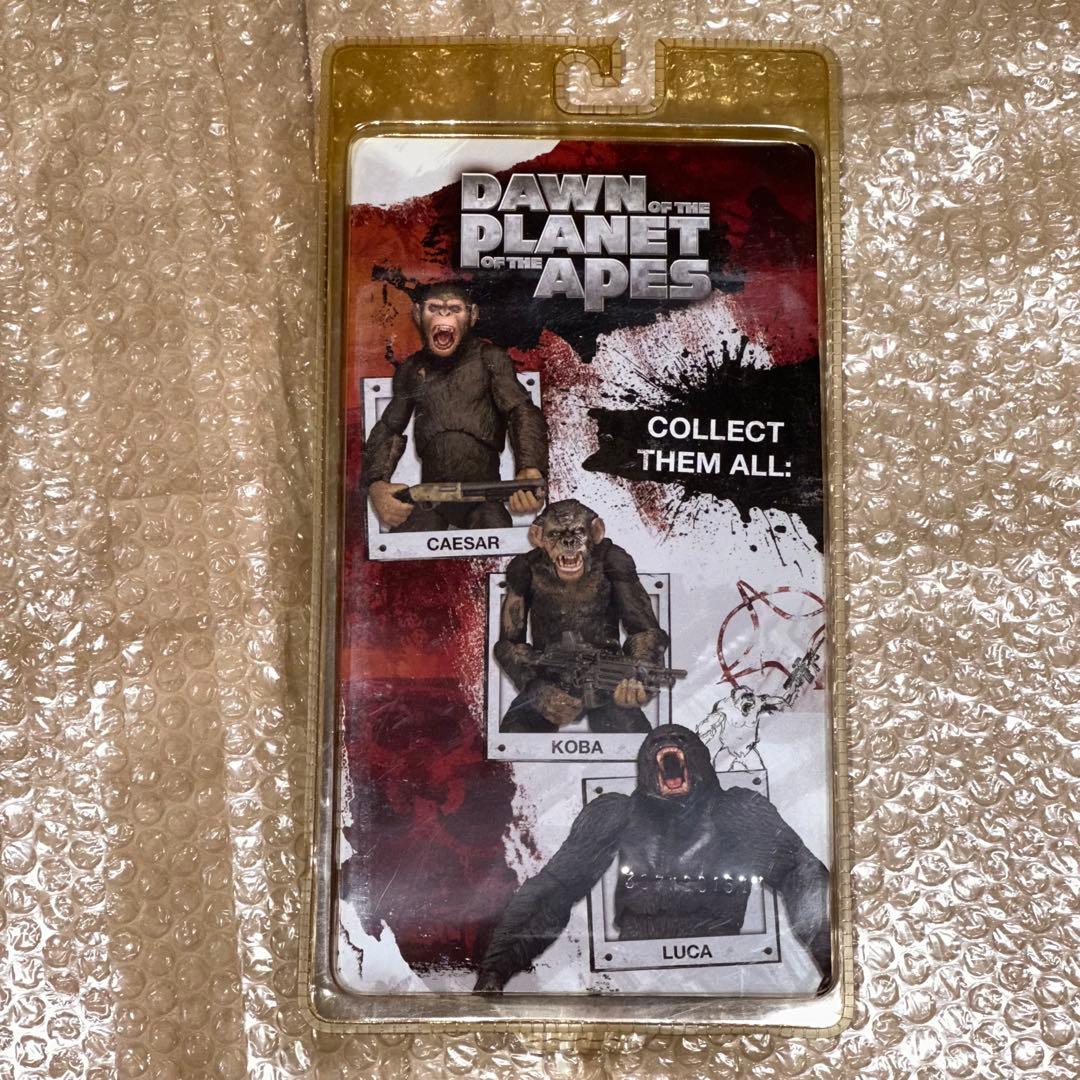 DAWN OF THE
PLANET
OF THE APES
COLLECT
THEM ALL:
CAESAR
KOBA
LUCA